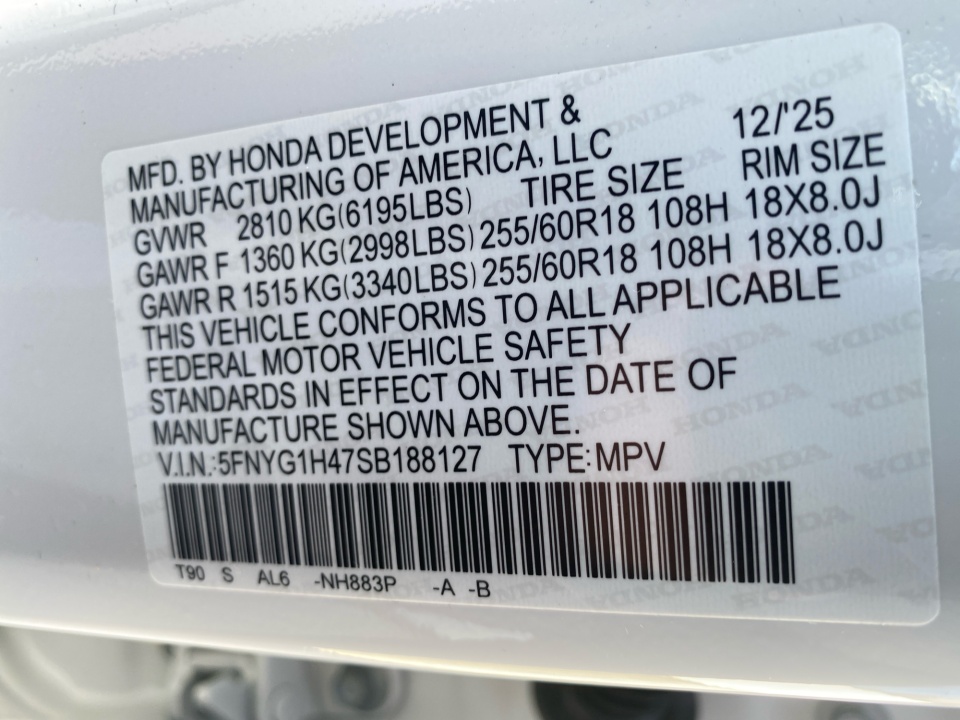 MFD. BY HONDA DEVELOPMENT & 12/'25
MANUFACTURING OF AMERICA, LLC
GVWR 2810 KG(6195LBS) TIRE SIZE RIM SIZE
GAWR F 1360 KG(2998LBS) 255/60R18 108H 18X8.0J
GAWR R 1515 KG(3340LBS) 255/60R18 108H 18X8.0J
THIS VEHICLE CONFORMS TO ALL APPLICABLE
FEDERAL MOTOR VEHICLE SAFETY
STANDARDS IN EFFECT ON THE DATE OF
MANUFACTURE SHOWN ABOVE.
V.I.N.:5FNYG1H47SB188127 TYPE:MPV
T90 S AL6 -NH883P -A -B